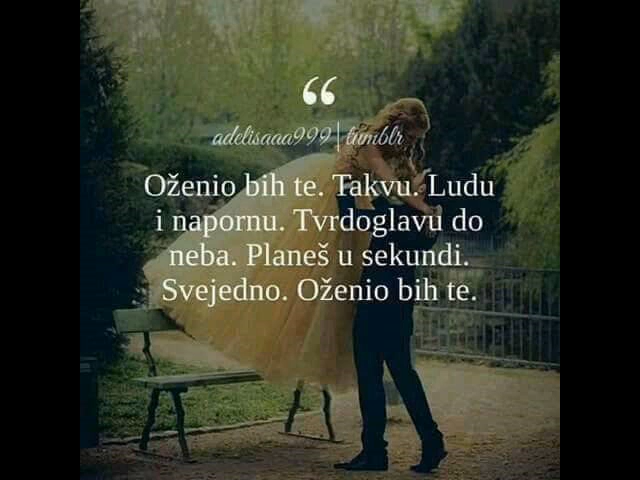 “
adelisaaa999|tumblr
Oženio bih te. Takvu. Ludu
i napornu. Tvrdoglavu do
neba. Planeš u sekundi.
Svejedno. Oženio bih te.